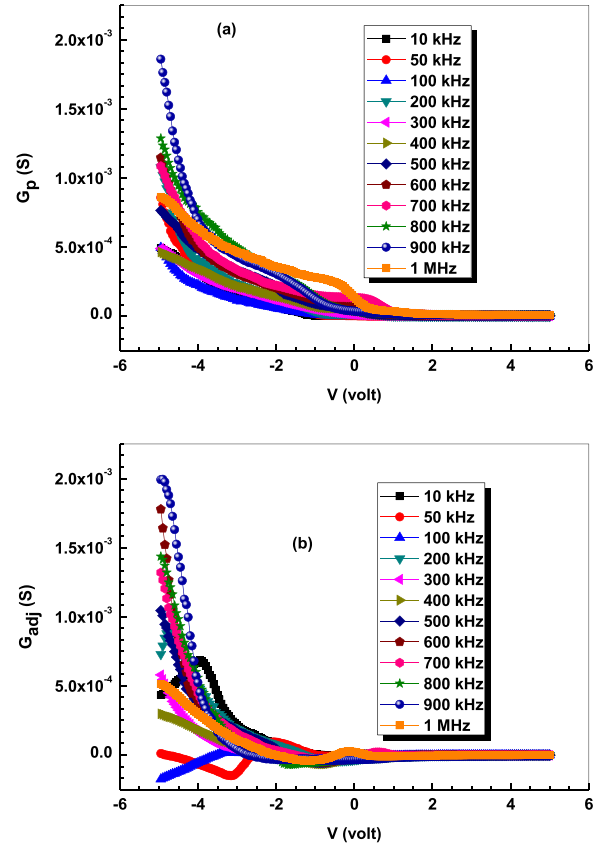 (a)
2.0x10⁻³
1.5x10⁻³
1.0x10⁻³
5.0x10⁻⁴
0.0
Gp (S)
10 kHz
50 kHz
100 kHz
200 kHz
300 kHz
400 kHz
500 kHz
600 kHz
700 kHz
800 kHz
900 kHz
1 MHz
-6 -4 -2 0 2 4 6
V (volt)
(b)
2.0x10⁻³
1.5x10⁻³
1.0x10⁻³
5.0x10⁻⁴
0.0
Gadj (S)
10 kHz
50 kHz
100 kHz
200 kHz
300 kHz
400 kHz
500 kHz
600 kHz
700 kHz
800 kHz
900 kHz
1 MHz
-6 -4 -2 0 2 4 6
V (volt)